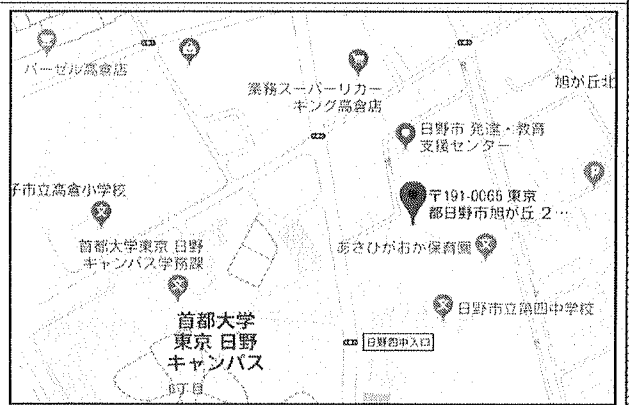 バーゼル高倉店
業務スーパーリカー
キング高倉店
旭が丘北
日野市 発達・教育
支援センター
P
子市立高倉小学校
〒191-0065 東京
都日野市旭が丘 2…
首都大学東京 日野
キャンパス学務課
あさひがおか保育園
日野市立第四中学校
首都大学
東京 日野
キャンパス
日野四中入口
6丁目